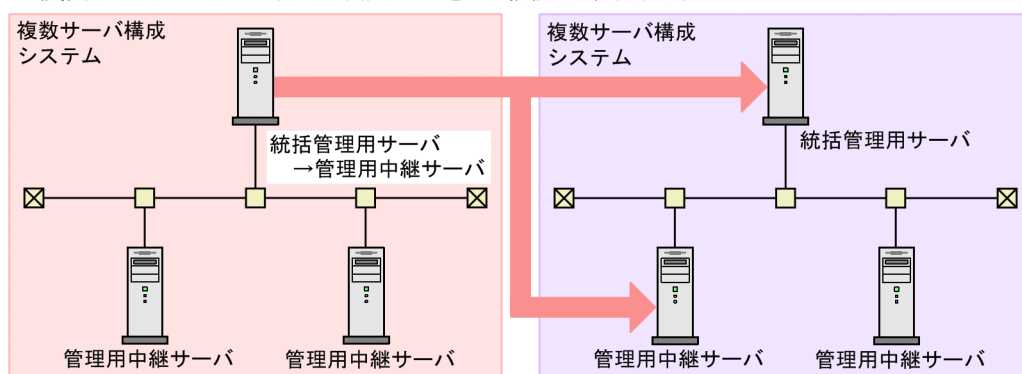 複数サーバ構成
システム
統括管理用サーバ
→管理用中継サーバ
管理用中継サーバ
管理用中継サーバ
複数サーバ構成
システム
統括管理用サーバ
管理用中継サーバ
管理用中継サーバ